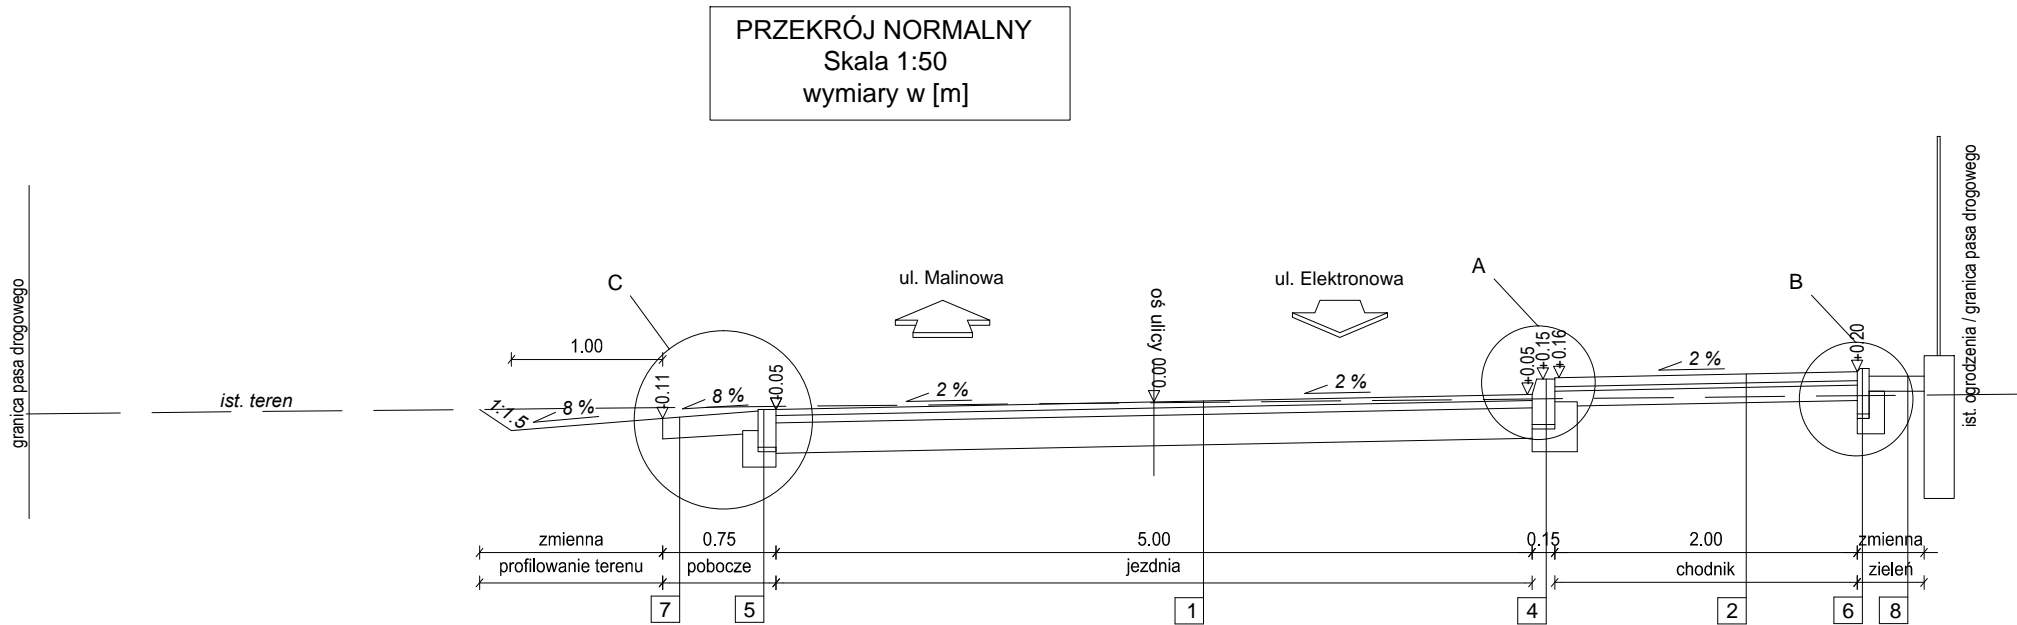 PRZEKRÓJ NORMALNY
Skala 1:50
wymiary w [m]
granica pasa drogowego
ist. teren
1:1.5
8 %
1.00
C
-0.11
8 %
-0.05
ul. Malinowa
2 %
oś ulicy
0.00
ul. Elektronowa
2 %
A
+0.05
+0.15
+0.16
2 %
B
+0.20
ist. ogrodzenia / granica pasa drogowego
zmienna
0.75
5.00
0.15
2.00
zmienna
profilowanie terenu
pobocze
jezdnia
chodnik
zieleń
7
5
1
4
2
6
8